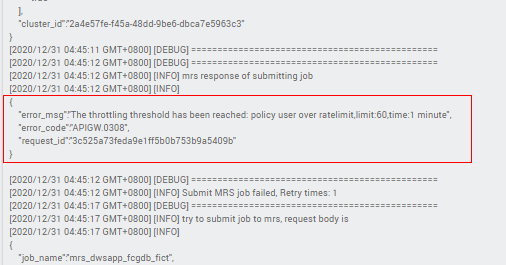 ],
"cluster_id":"2a4e57fe-f45a-48dd-9be6-dbca7e5963c3"
}
[2020/12/31 04:45:11 GMT+0800] [DEBUG] ============================================
[2020/12/31 04:45:12 GMT+0800] [DEBUG] ============================================
[2020/12/31 04:45:12 GMT+0800] [INFO] mrs response of submitting job
[2020/12/31 04:45:12 GMT+0800] [INFO]
{
"error_msg":"The throttling threshold has been reached: policy user over ratelimit,limit:60,time:1 minute",
"error_code":"APIGW.0308",
"request_id":"3c525a73feda9e1ff5b0b753b9a5409b"
}
[2020/12/31 04:45:12 GMT+0800] [DEBUG] ============================================
[2020/12/31 04:45:12 GMT+0800] [INFO] Submit MRS job failed, Retry times: 1
[2020/12/31 04:45:17 GMT+0800] [DEBUG] ============================================
[2020/12/31 04:45:17 GMT+0800] [INFO] try to submit job to mrs, request body is
[2020/12/31 04:45:17 GMT+0800] [INFO]
{
"job_name":"mrs_dwsapp_fcgdb_fict",